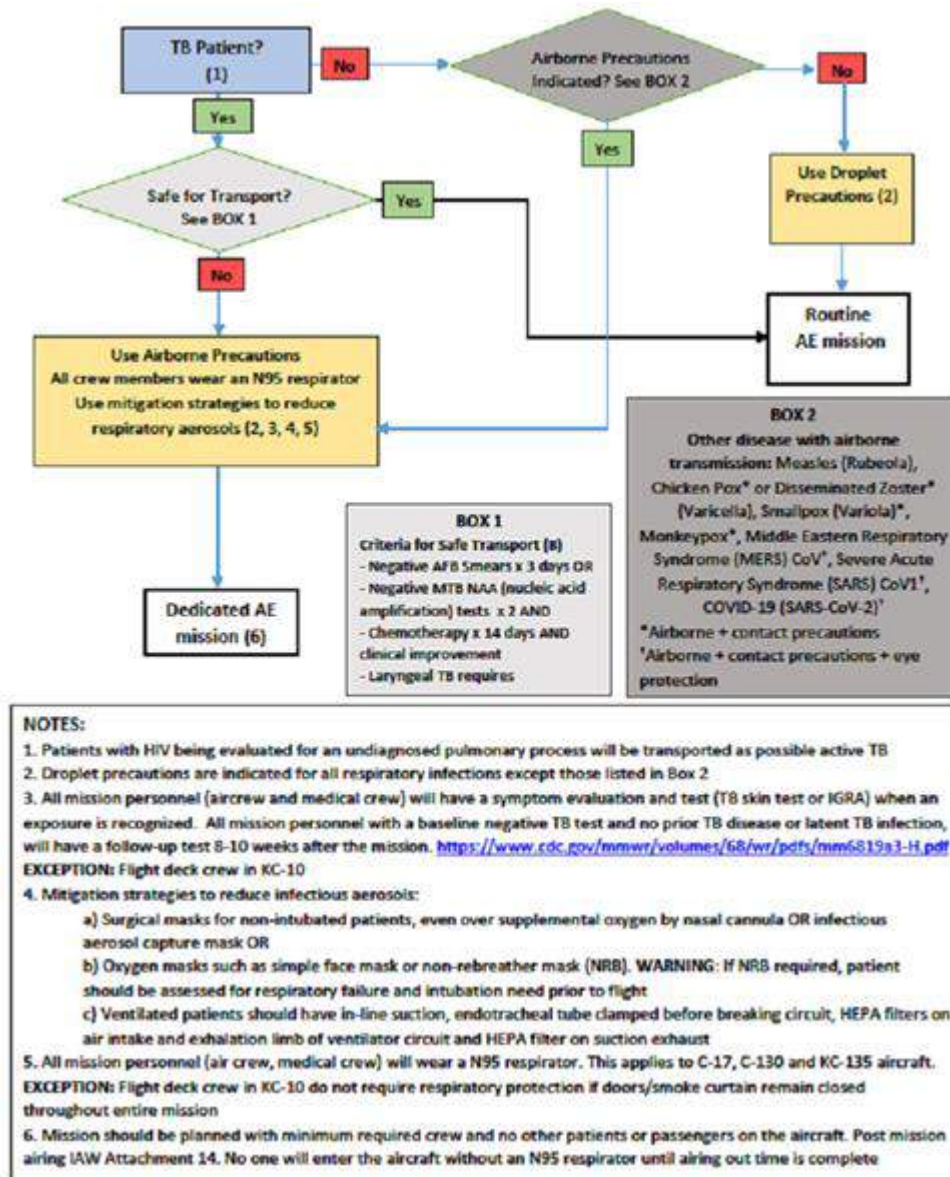 TB Patient?
(1)
No
Airborne Precautions
Indicated? See BOX 2
No
Yes
Yes
Safe for Transport?
See BOX 1
Yes
Use Droplet
Precautions (2)
No
Routine
AE mission
Use Airborne Precautions
All crew members wear an N95 respirator
Use mitigation strategies to reduce
respiratory aerosols (2, 3, 4, 5)
Dedicated AE
mission (6)
BOX 1
Criteria for Safe Transport (8)
- Negative AFB Smears x 3 days OR
- Negative MTB NAA (nucleic acid
amplification) tests x 2 AND
- Chemotherapy x 14 days AND
clinical improvement
- Laryngeal TB requires
BOX 2
Other disease with airborne
transmission: Measles (Rubeola),
Chicken Pox* or Disseminated Zoster*
(Varicella), Smallpox (Variola)*,
Monkeypox*, Middle Eastern Respiratory
Syndrome (MERS) CoV†, Severe Acute
Respiratory Syndrome (SARS) CoV1†,
COVID-19 (SARS-CoV-2)†
*Airborne + contact precautions
†Airborne + contact precautions + eye
protection
NOTES:
1. Patients with HIV being evaluated for an undiagnosed pulmonary process will be transported as possible active TB
2. Droplet precautions are indicated for all respiratory infections except those listed in Box 2
3. All mission personnel (aircrew and medical crew) will have a symptom evaluation and test (TB skin test or IGRA) when an
exposure is recognized. All mission personnel with a baseline negative TB test and no prior TB disease or latent TB infection,
will have a follow-up test 8-10 weeks after the mission. https://www.cdc.gov/mmwr/volumes/68/wr/pdfs/mm6819a3-H.pdf
EXCEPTION: Flight deck crew in KC-10
4. Mitigation strategies to reduce infectious aerosols:
a) Surgical masks for non-intubated patients, even over supplemental oxygen by nasal cannula OR infectious
aerosol capture mask OR
b) Oxygen masks such as simple face mask or non-rebreather mask (NRB). WARNING: If NRB required, patient
should be assessed for respiratory failure and intubation need prior to flight
c) Ventilated patients should have in-line suction, endotracheal tube clamped before breaking circuit, HEPA filters on
air intake and exhalation limb of ventilator circuit and HEPA filter on suction exhaust
5. All mission personnel (air crew, medical crew) will wear a N95 respirator. This applies to C-17, C-130 and KC-135 aircraft.
EXCEPTION: Flight deck crew in KC-10 do not require respiratory protection if doors/smoke curtain remain closed
throughout entire mission
6. Mission should be planned with minimum required crew and no other patients or passengers on the aircraft. Post mission
airing IAW Attachment 14. No one will enter the aircraft without an N95 respirator until airing out time is complete